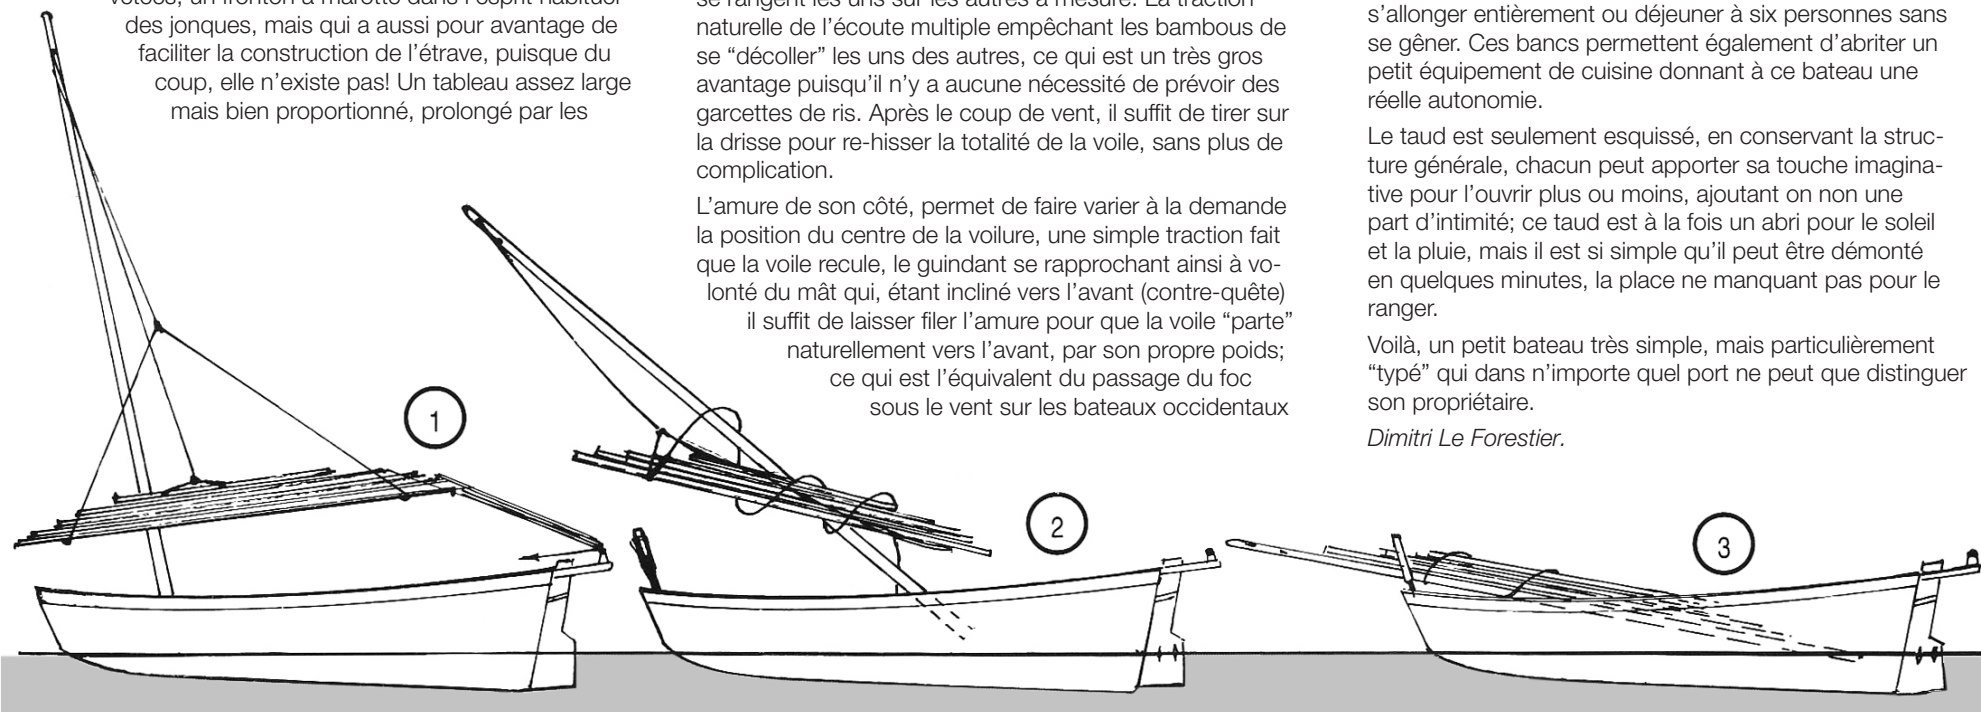 des jonques, mais qui a aussi pour avantage de
faciliter la construction de l’étrave, puisque du
coup, elle n’existe pas! Un tableau assez large
mais bien proportionné, prolongé par les
se rangent les uns sur les autres à mesure. La traction
naturelle de l’écoute multiple empêchant les bambous de
se “décoller” les uns des autres, ce qui est un très gros
avantage puisqu’il n’y a aucune nécessité de prévoir des
garcettes de ris. Après le coup de vent, il suffit de tirer sur
la drisse pour re-hisser la totalité de la voile, sans plus de
complication.
L’amure de son côté, permet de faire varier à la demande
la position du centre de la voilure, une simple traction fait
que la voile recule, le guindant se rapprochant ainsi à vo-
lonté du mât qui, étant incliné vers l’avant (contre-quête)
il suffit de laisser filer l’amure pour que la voile “parte”
naturellement vers l’avant, par son propre poids;
ce qui est l’équivalent du passage du foc
sous le vent sur les bateaux occidentaux
s’allonger entièrement ou déjeuner à six personnes sans
se gêner. Ces bancs permettent également d’abriter un
petit équipement de cuisine donnant à ce bateau une
réelle autonomie.
Le taud est seulement esquissé, en conservant la struc-
ture générale, chacun peut apporter sa touche imagina-
tive pour l’ouvrir plus ou moins, ajoutant on non une
part d’intimité; ce taud est à la fois un abri pour le soleil
et la pluie, mais il est si simple qu’il peut être démonté
en quelques minutes, la place ne manquant pas pour le
ranger.
Voilà, un petit bateau très simple, mais particulièrement
“typé” qui dans n’importe quel port ne peut que distinguer
son propriétaire.
Dimitri Le Forestier.
1
2
3